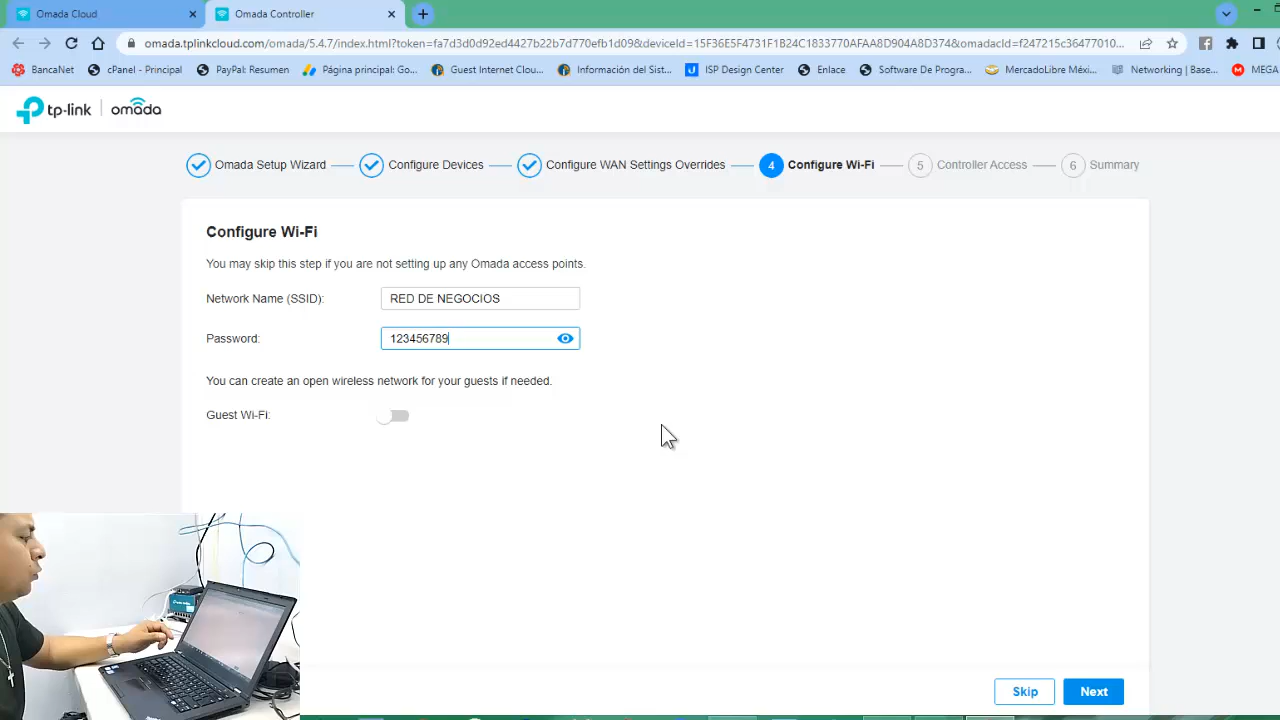 Omada Cloud
Omada Controller
omada.tplinkcloud.com/omada/5.4.7/index.html?token=fa7d3d0d92ed4427b22b7d770efb1d09&deviceId=15F36E5F4731F1B24C1833770AFAA8D904A8D374&omadacId=f247215c36477010...
BancaNet
cPanel - Principal
PayPal: Resumen
Página principal: Go...
Guest Internet Clou...
Información del Sist...
ISP Design Center
Enlace
Software De Progra...
MercadoLibre Méxi...
Networking | Base...
MEGA
tp-link | omada
Omada Setup Wizard
Configure Devices
Configure WAN Settings Overrides
4 Configure Wi-Fi
5 Controller Access
6 Summary
Configure Wi-Fi
You may skip this step if you are not setting up any Omada access points.
Network Name (SSID): RED DE NEGOCIOS
Password: 123456789
You can create an open wireless network for your guests if needed.
Guest Wi-Fi:
Skip
Next